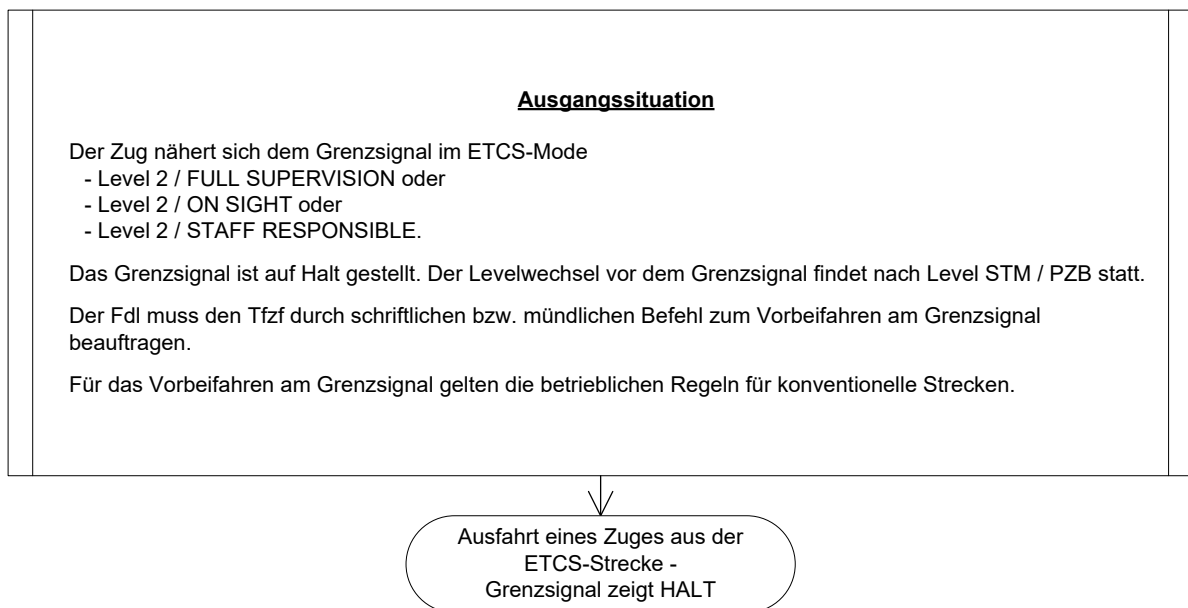 Ausgangssituation
Der Zug nähert sich dem Grenzsignal im ETCS-Mode
- Level 2 / FULL SUPERVISION oder
- Level 2 / ON SIGHT oder
- Level 2 / STAFF RESPONSIBLE.
Das Grenzsignal ist auf Halt gestellt. Der Levelwechsel vor dem Grenzsignal findet nach Level STM / PZB statt.
Der Fdl muss den Tfzf durch schriftlichen bzw. mündlichen Befehl zum Vorbeifahren am Grenzsignal
beauftragen.
Für das Vorbeifahren am Grenzsignal gelten die betrieblichen Regeln für konventionelle Strecken.
Ausfahrt eines Zuges aus der
ETCS-Strecke -
Grenzsignal zeigt HALT